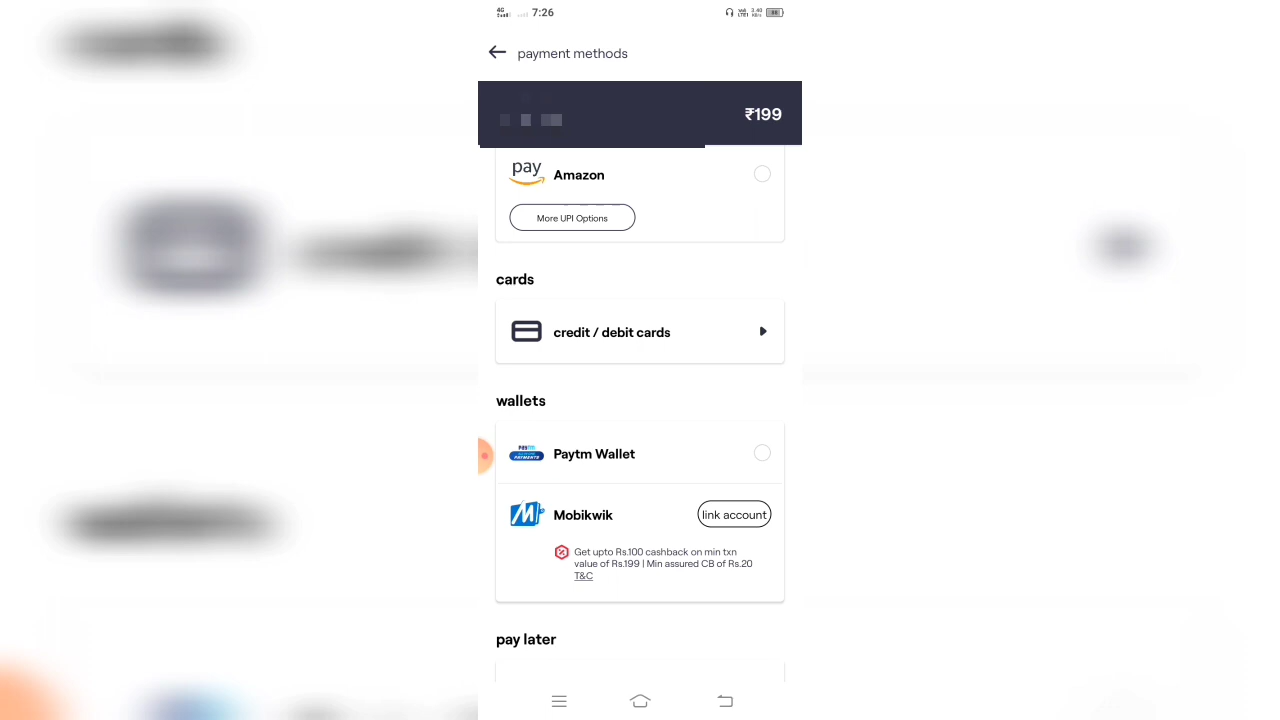 4G
7:26
payment methods
₹199
pay
Amazon
More UPI Options
cards
credit / debit cards
wallets
Paytm Wallet
Mobikwik
link account
Get upto Rs.100 cashback on min txn
value of Rs.199 | Min assured CB of Rs.20
T&C
pay later